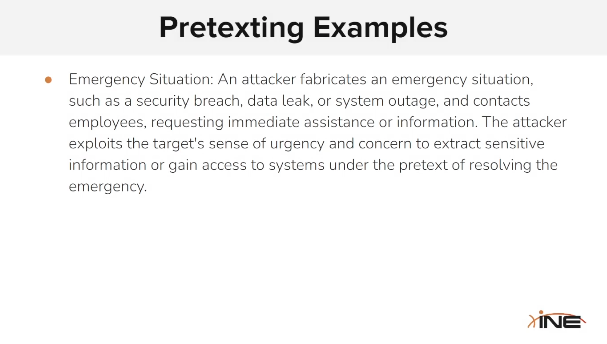 Pretexting Examples
● Emergency Situation: An attacker fabricates an emergency situation,
such as a security breach, data leak, or system outage, and contacts
employees, requesting immediate assistance or information. The attacker
exploits the target's sense of urgency and concern to extract sensitive
information or gain access to systems under the pretext of resolving the
emergency.
INE